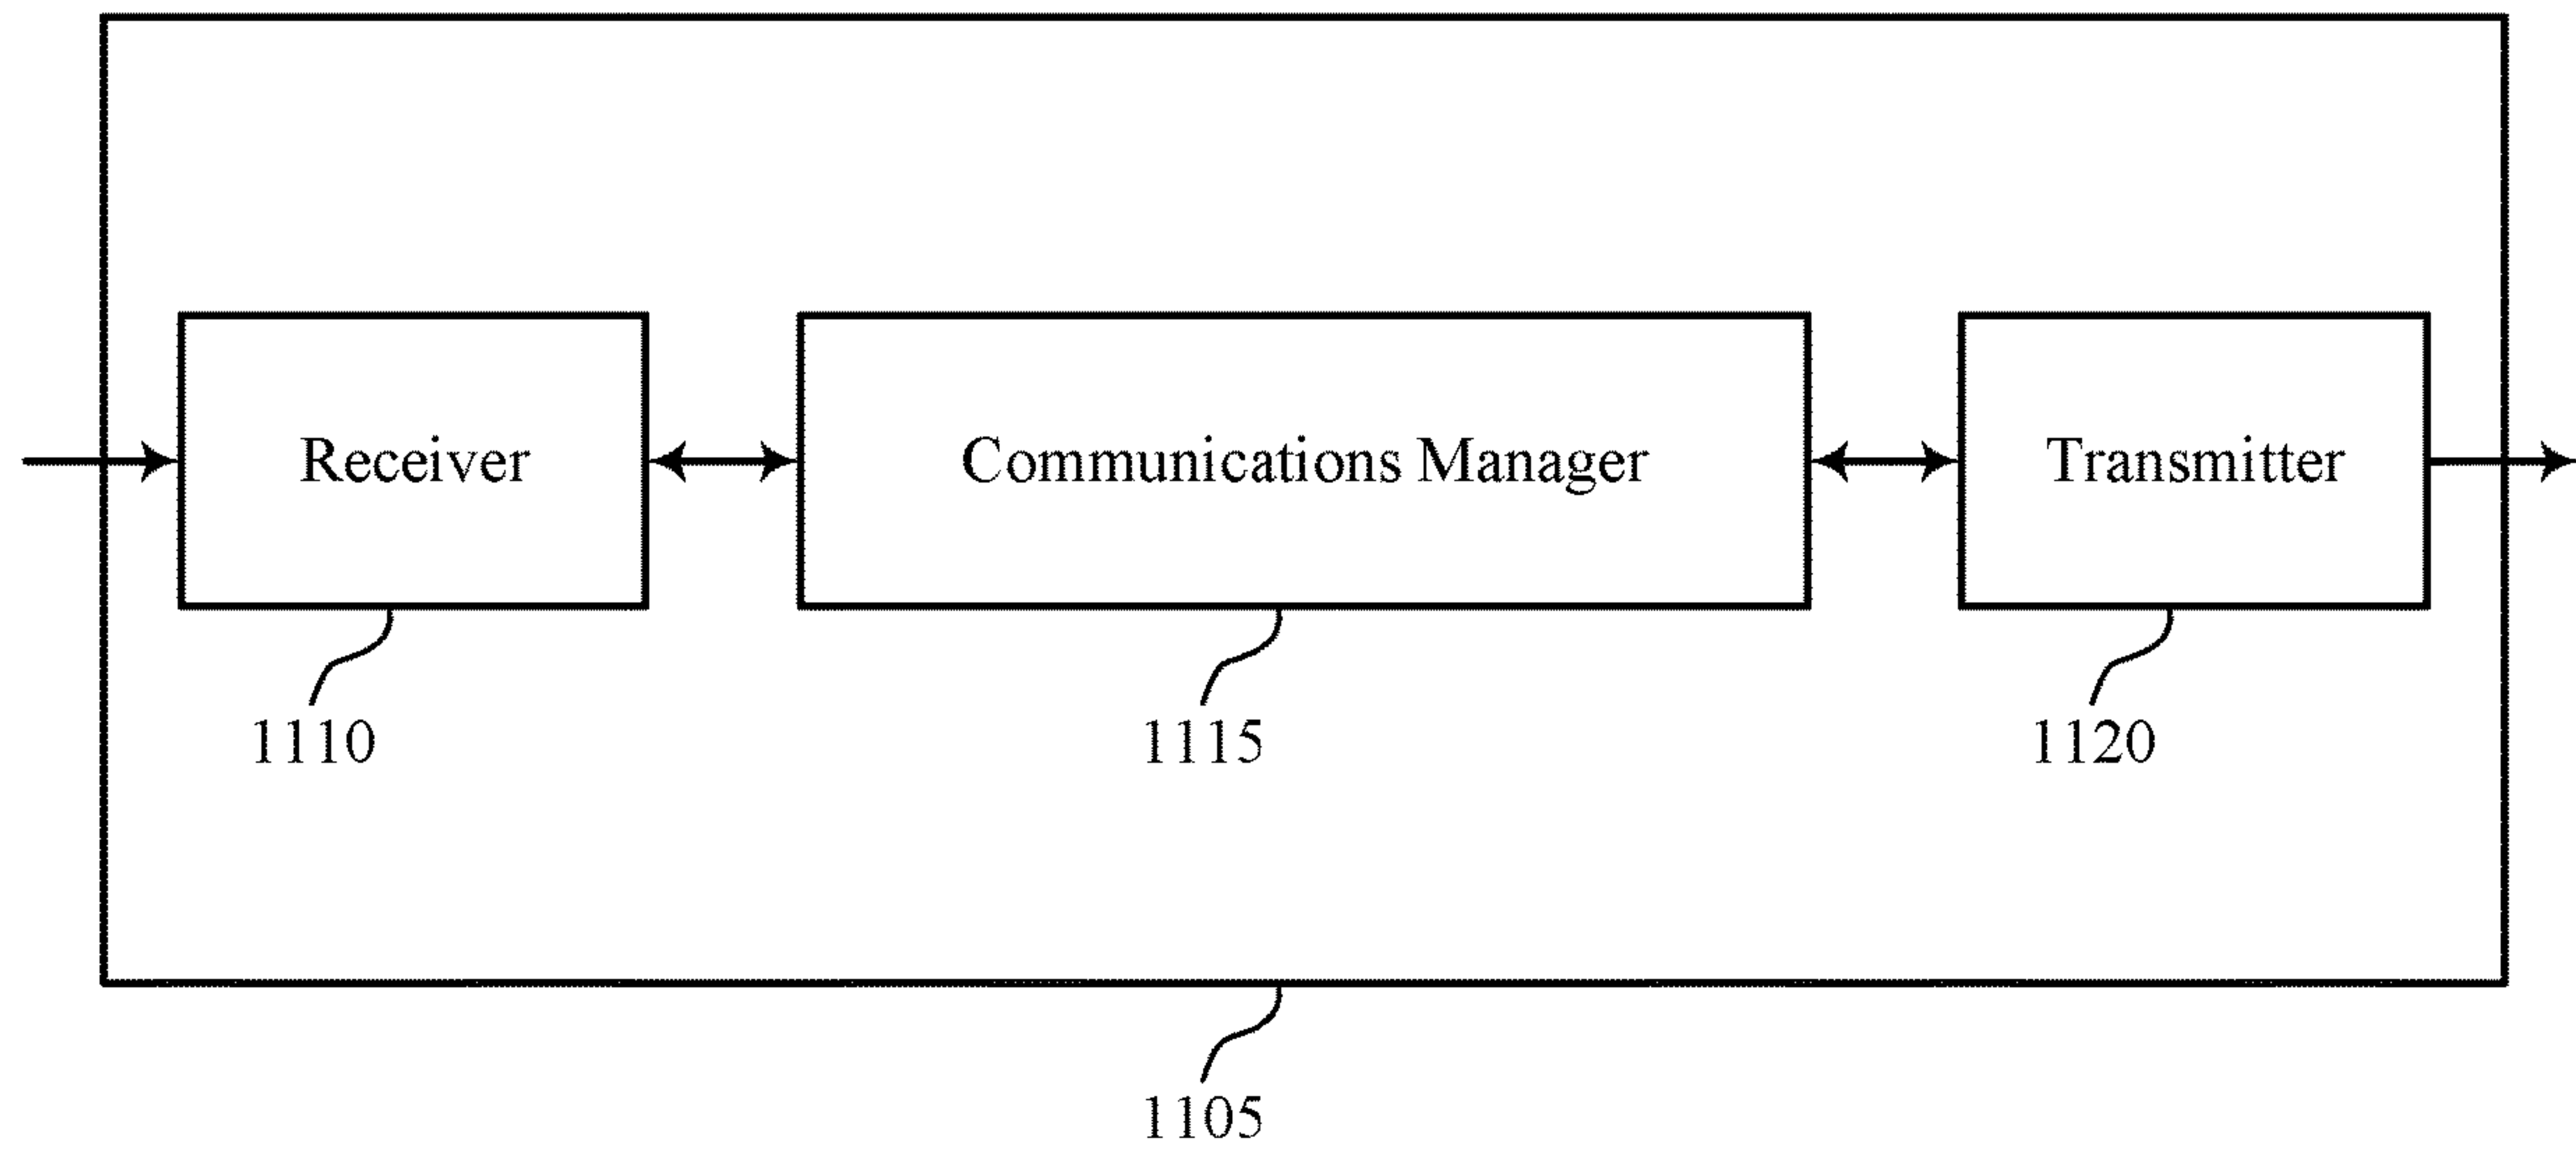 Receiver
Communications Manager
Transmitter
1110
1115
1120
1105